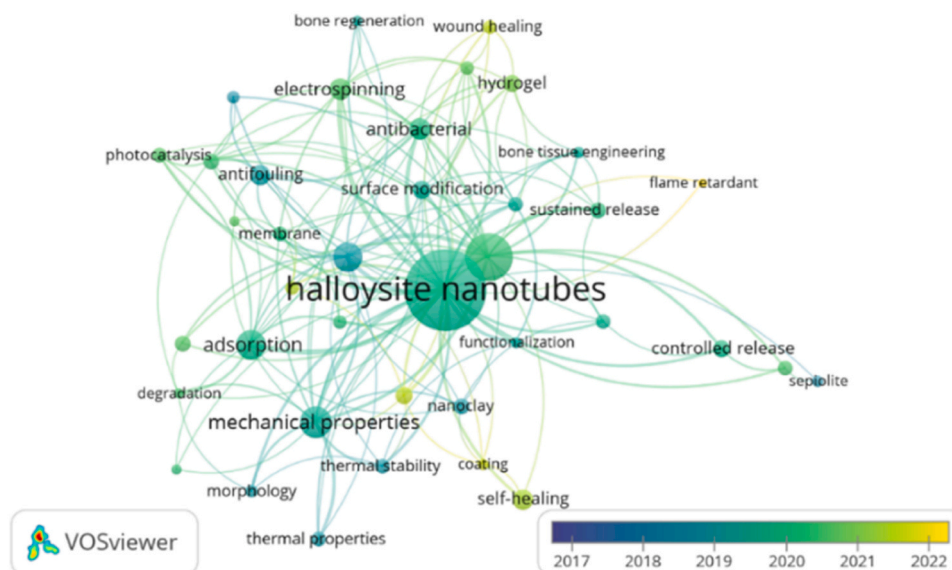 bone regeneration
wound healing
electrospinning
hydrogel
antibacterial
photocatalysis
bone tissue engineering
antifouling
surface modification
flame retardant
sustained release
membrane
halloysite nanotubes
adsorption
functionalization
controlled release
sepiolite
degradation
nanoclay
mechanical properties
thermal stability
coating
morphology
self-healing
thermal properties
VOSviewer
2017 2018 2019 2020 2021 2022